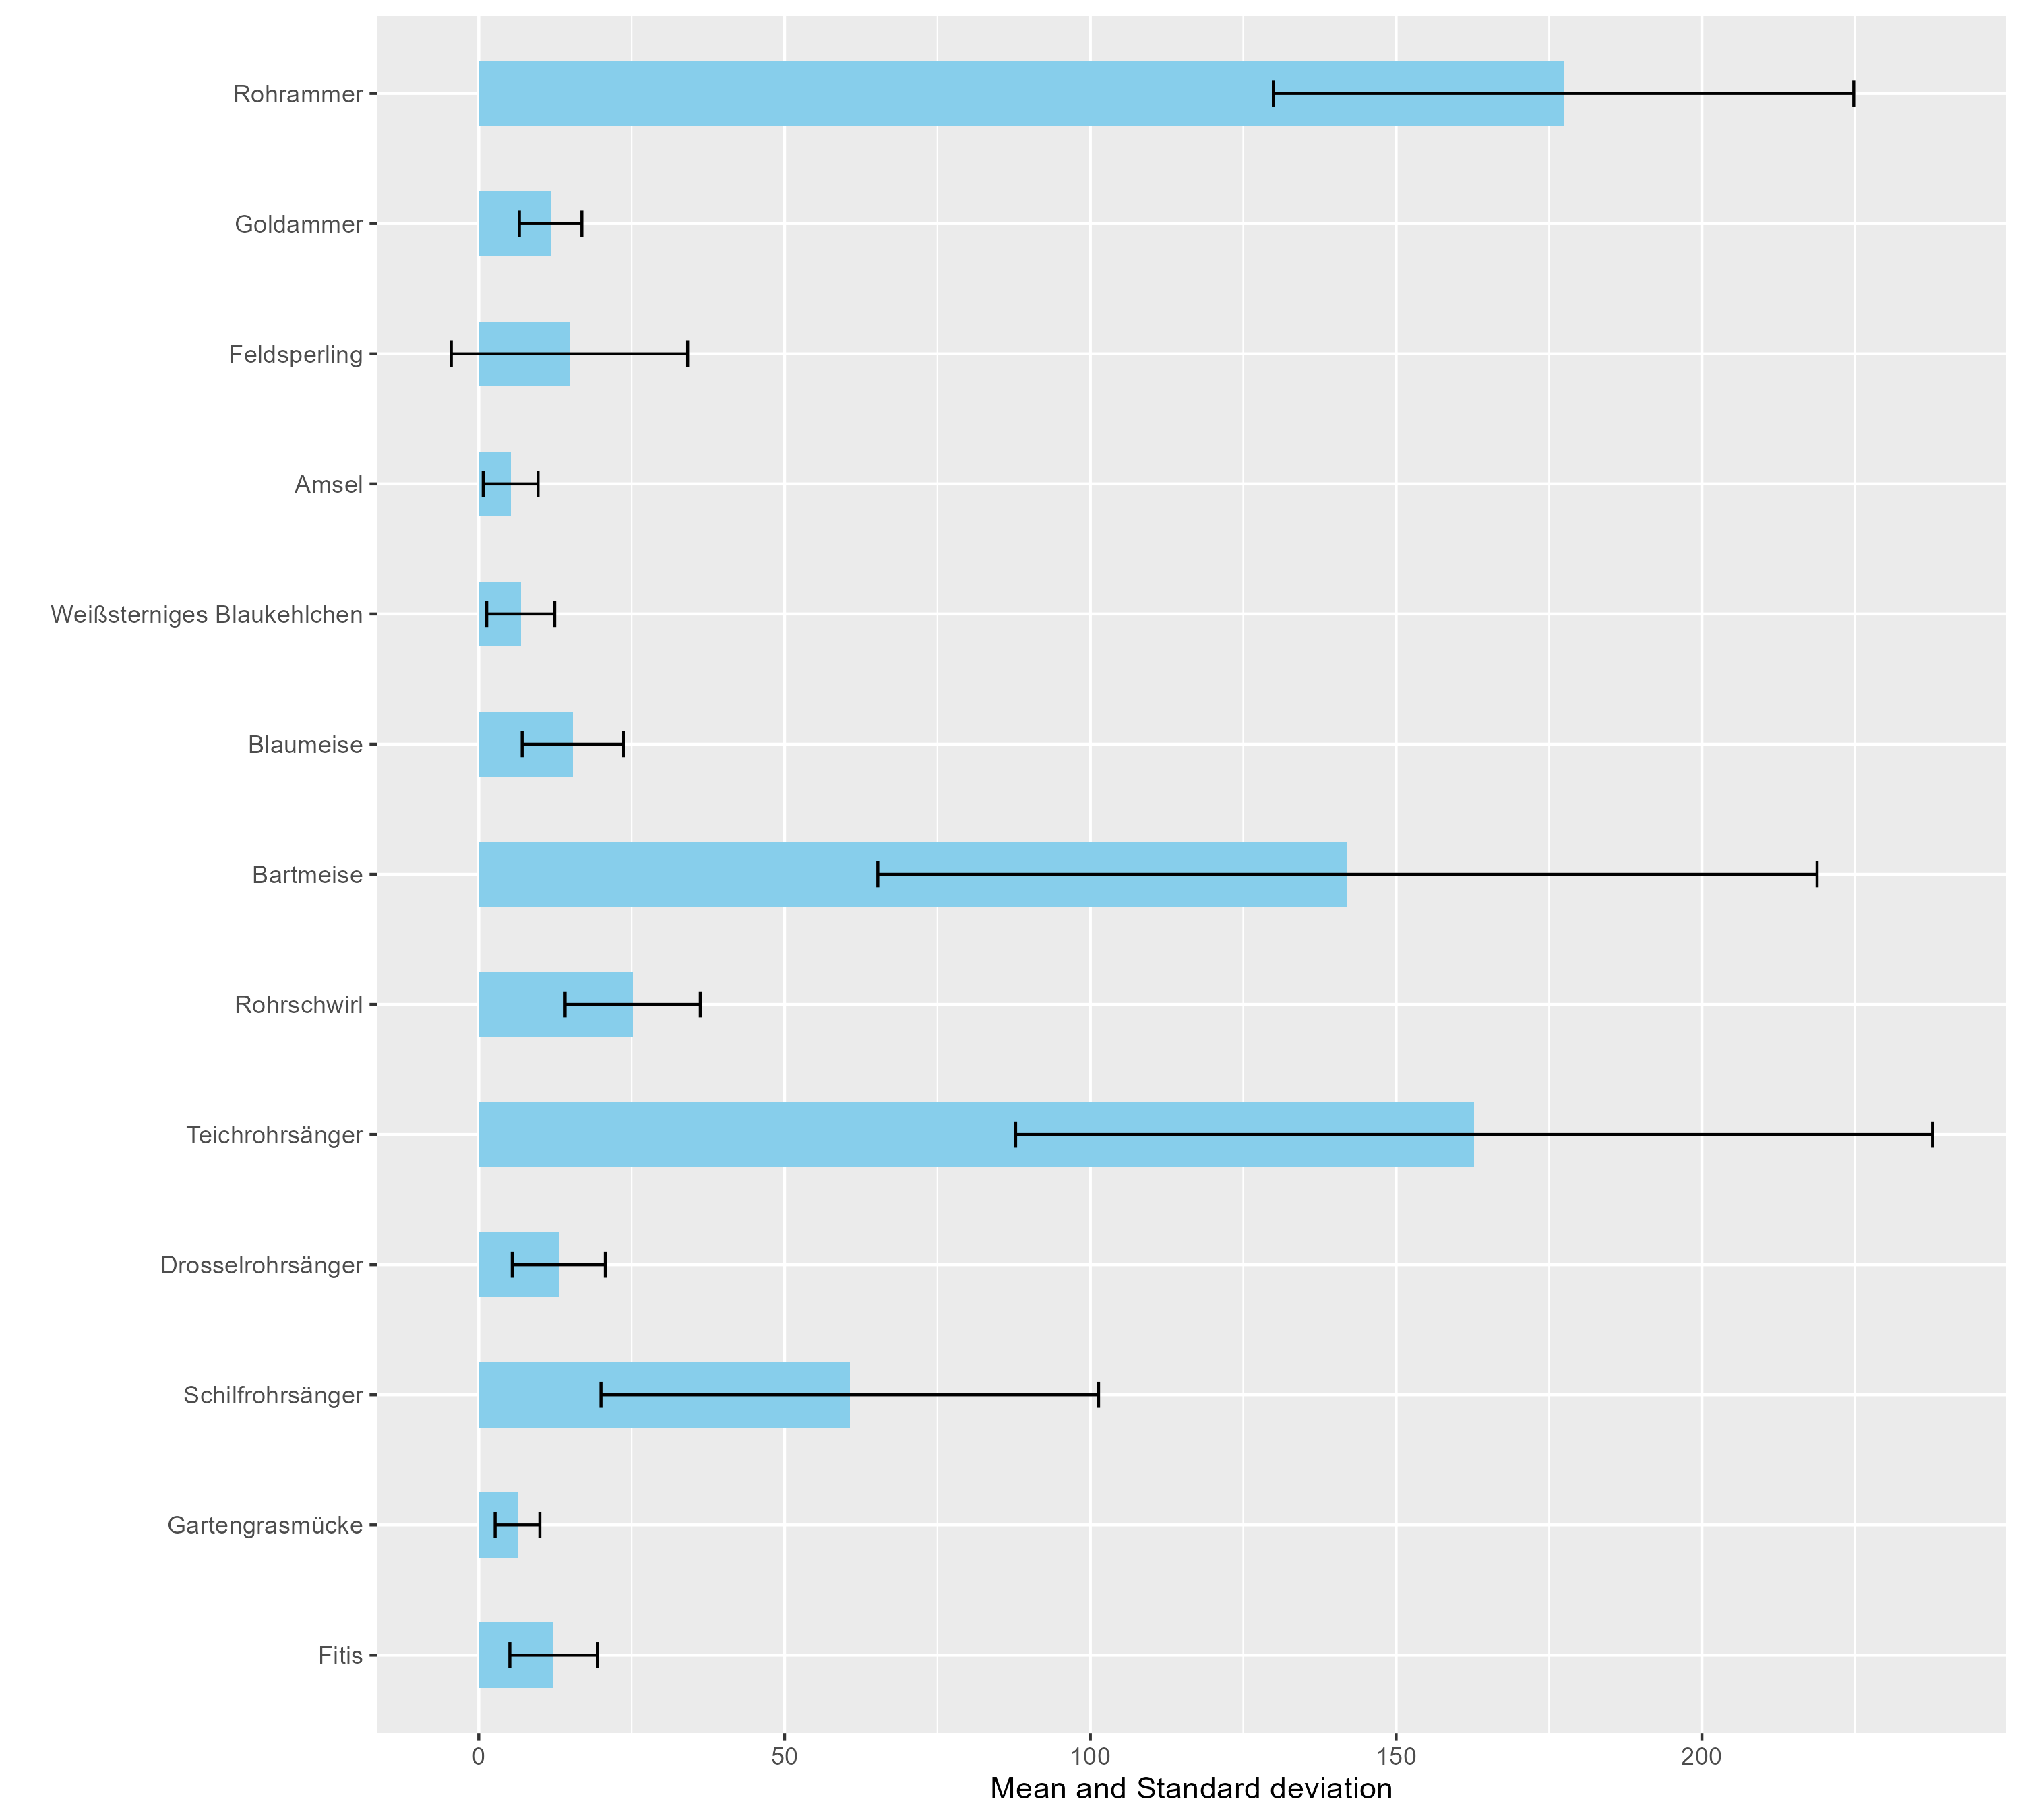 Rohrammer
Goldammer
Feldsperling
Amsel
Weißsterniges Blaukehlchen
Blaumeise
Bartmeise
Rohrschwirl
Teichrohrsänger
Drosselrohrsänger
Schilfrohrsänger
Gartengrasmücke
Fitis
0 50 100 150 200
Mean and Standard deviation